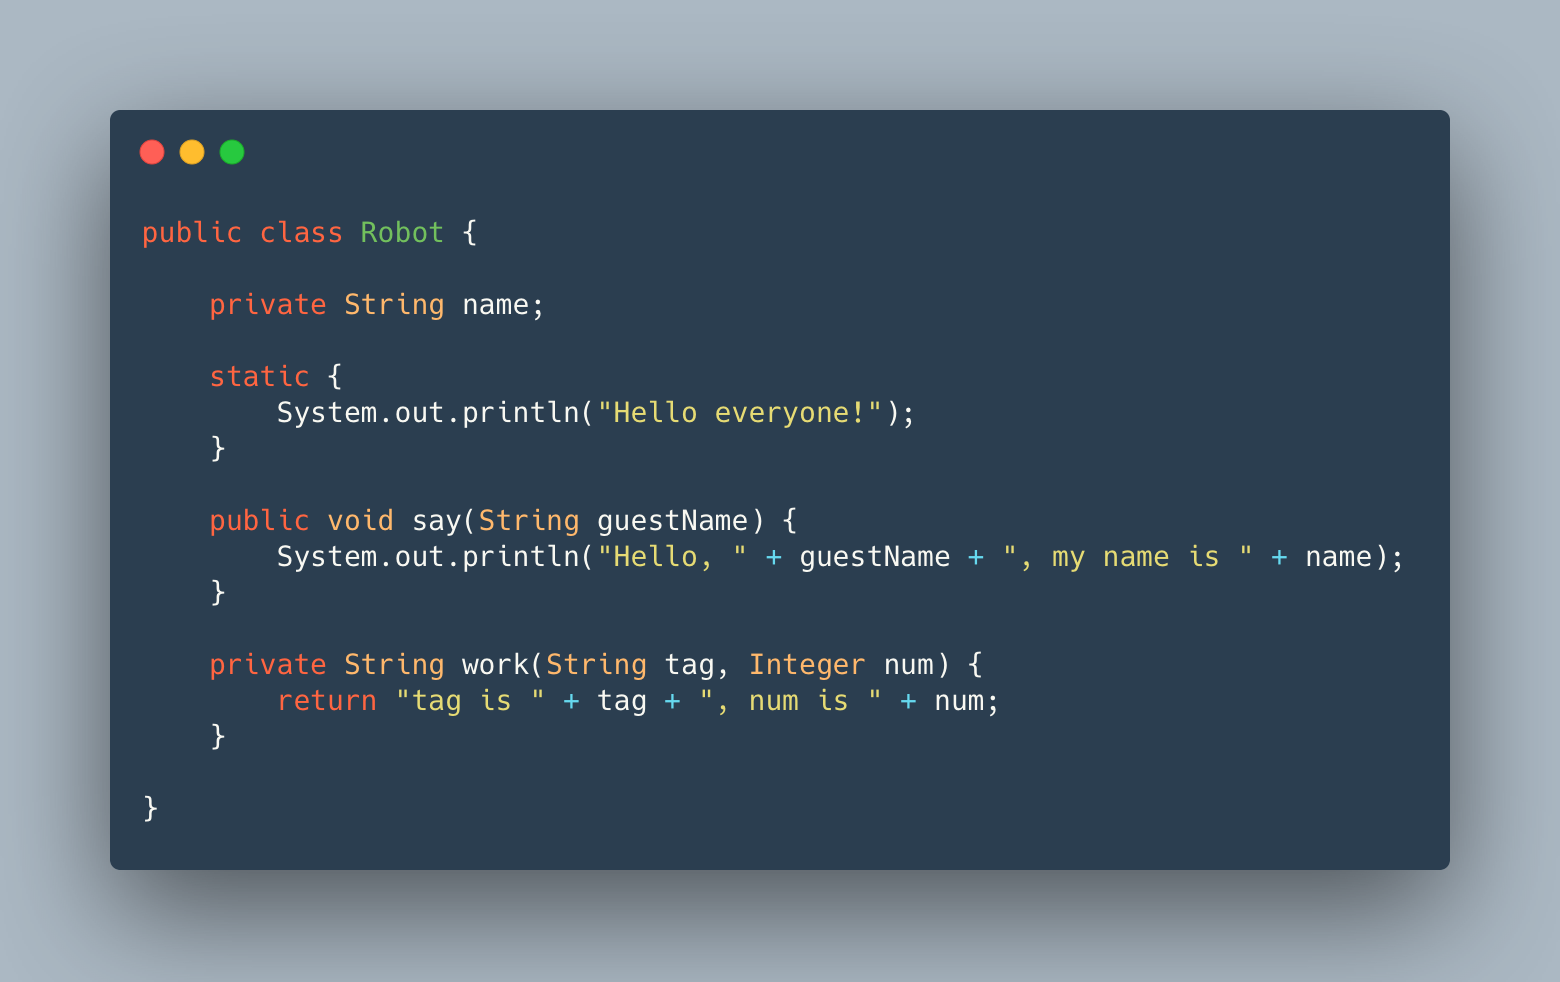 public class Robot {
    private String name;
    static {
        System.out.println("Hello everyone!");
    }
    public void say(String guestName) {
        System.out.println("Hello, " + guestName + ", my name is " + name);
    }
    private String work(String tag, Integer num) {
        return "tag is " + tag + ", num is " + num;
    }
}